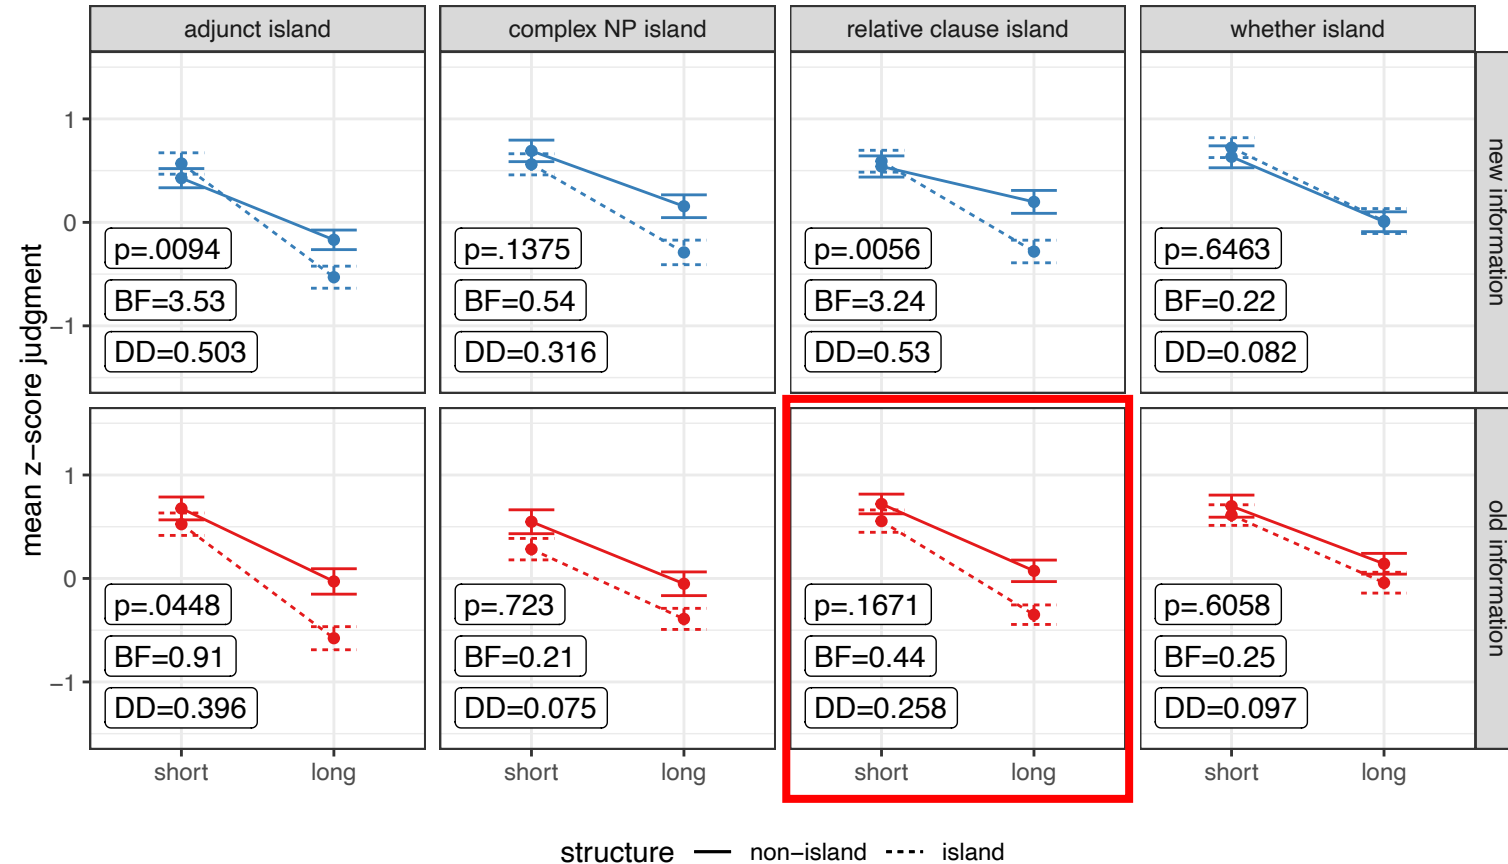 adjunct island
complex NP island
relative clause island
whether island
mean z−score judgment
1
0
−1
p=.0094
BF=3.53
DD=0.503
p=.1375
BF=0.54
DD=0.316
p=.0056
BF=3.24
DD=0.53
p=.6463
BF=0.22
DD=0.082
new information
1
0
−1
p=.0448
BF=0.91
DD=0.396
p=.723
BF=0.21
DD=0.075
p=.1671
BF=0.44
DD=0.258
p=.6058
BF=0.25
DD=0.097
old information
short long
short long
short long
short long
structure non−island island